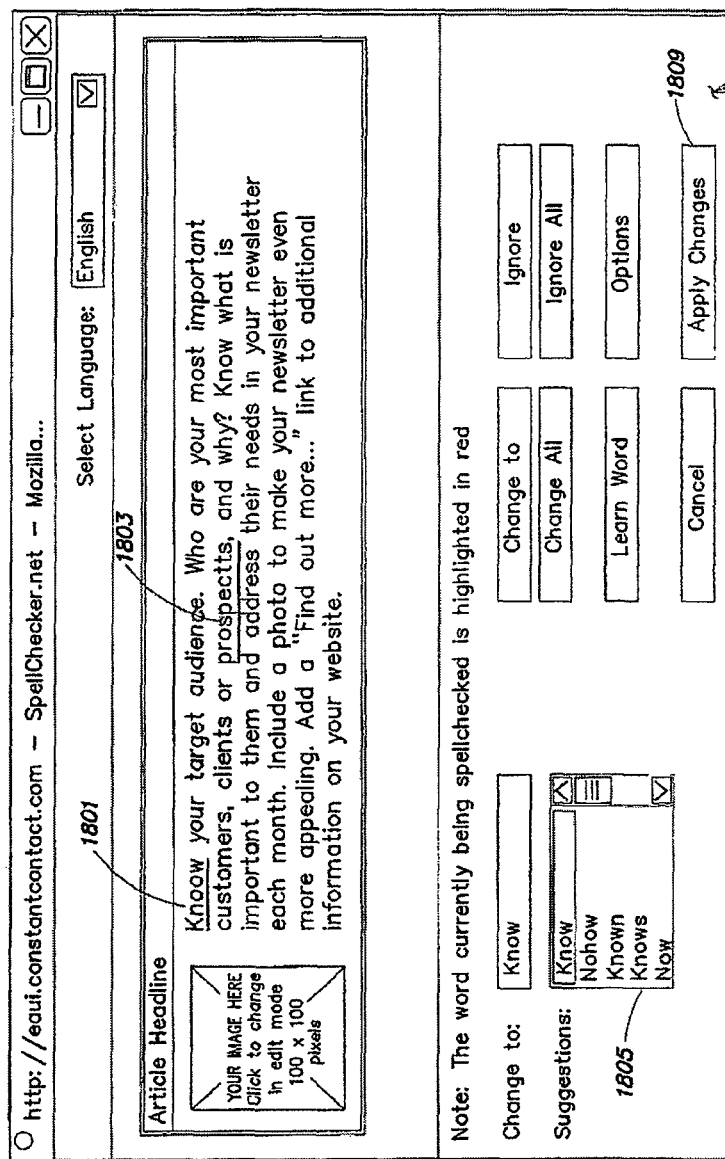 http://eaui.constantcontact.com – SpellChecker.net – Mozilla...
Select Language: English
1801
1803
Article Headline
YOUR IMAGE HERE
Click to change
in edit mode
100 x 100
pixels
Knoow your target audience. Who are your most important
customers, clients or prospectts, and why? Know what is
important to them and address their needs in your newsletter
each month. Include a photo to make your newsletter even
more appealing. Add a "Find out more..." link to additional
information on your website.
Note: The word currently being spellchecked is highlighted in red
Change to: Know
Change to
Ignore
Suggestions:
Know
Nohow
Known
Knows
Now
1805
Change All
Ignore All
Learn Word
Options
Cancel
Apply Changes
1809